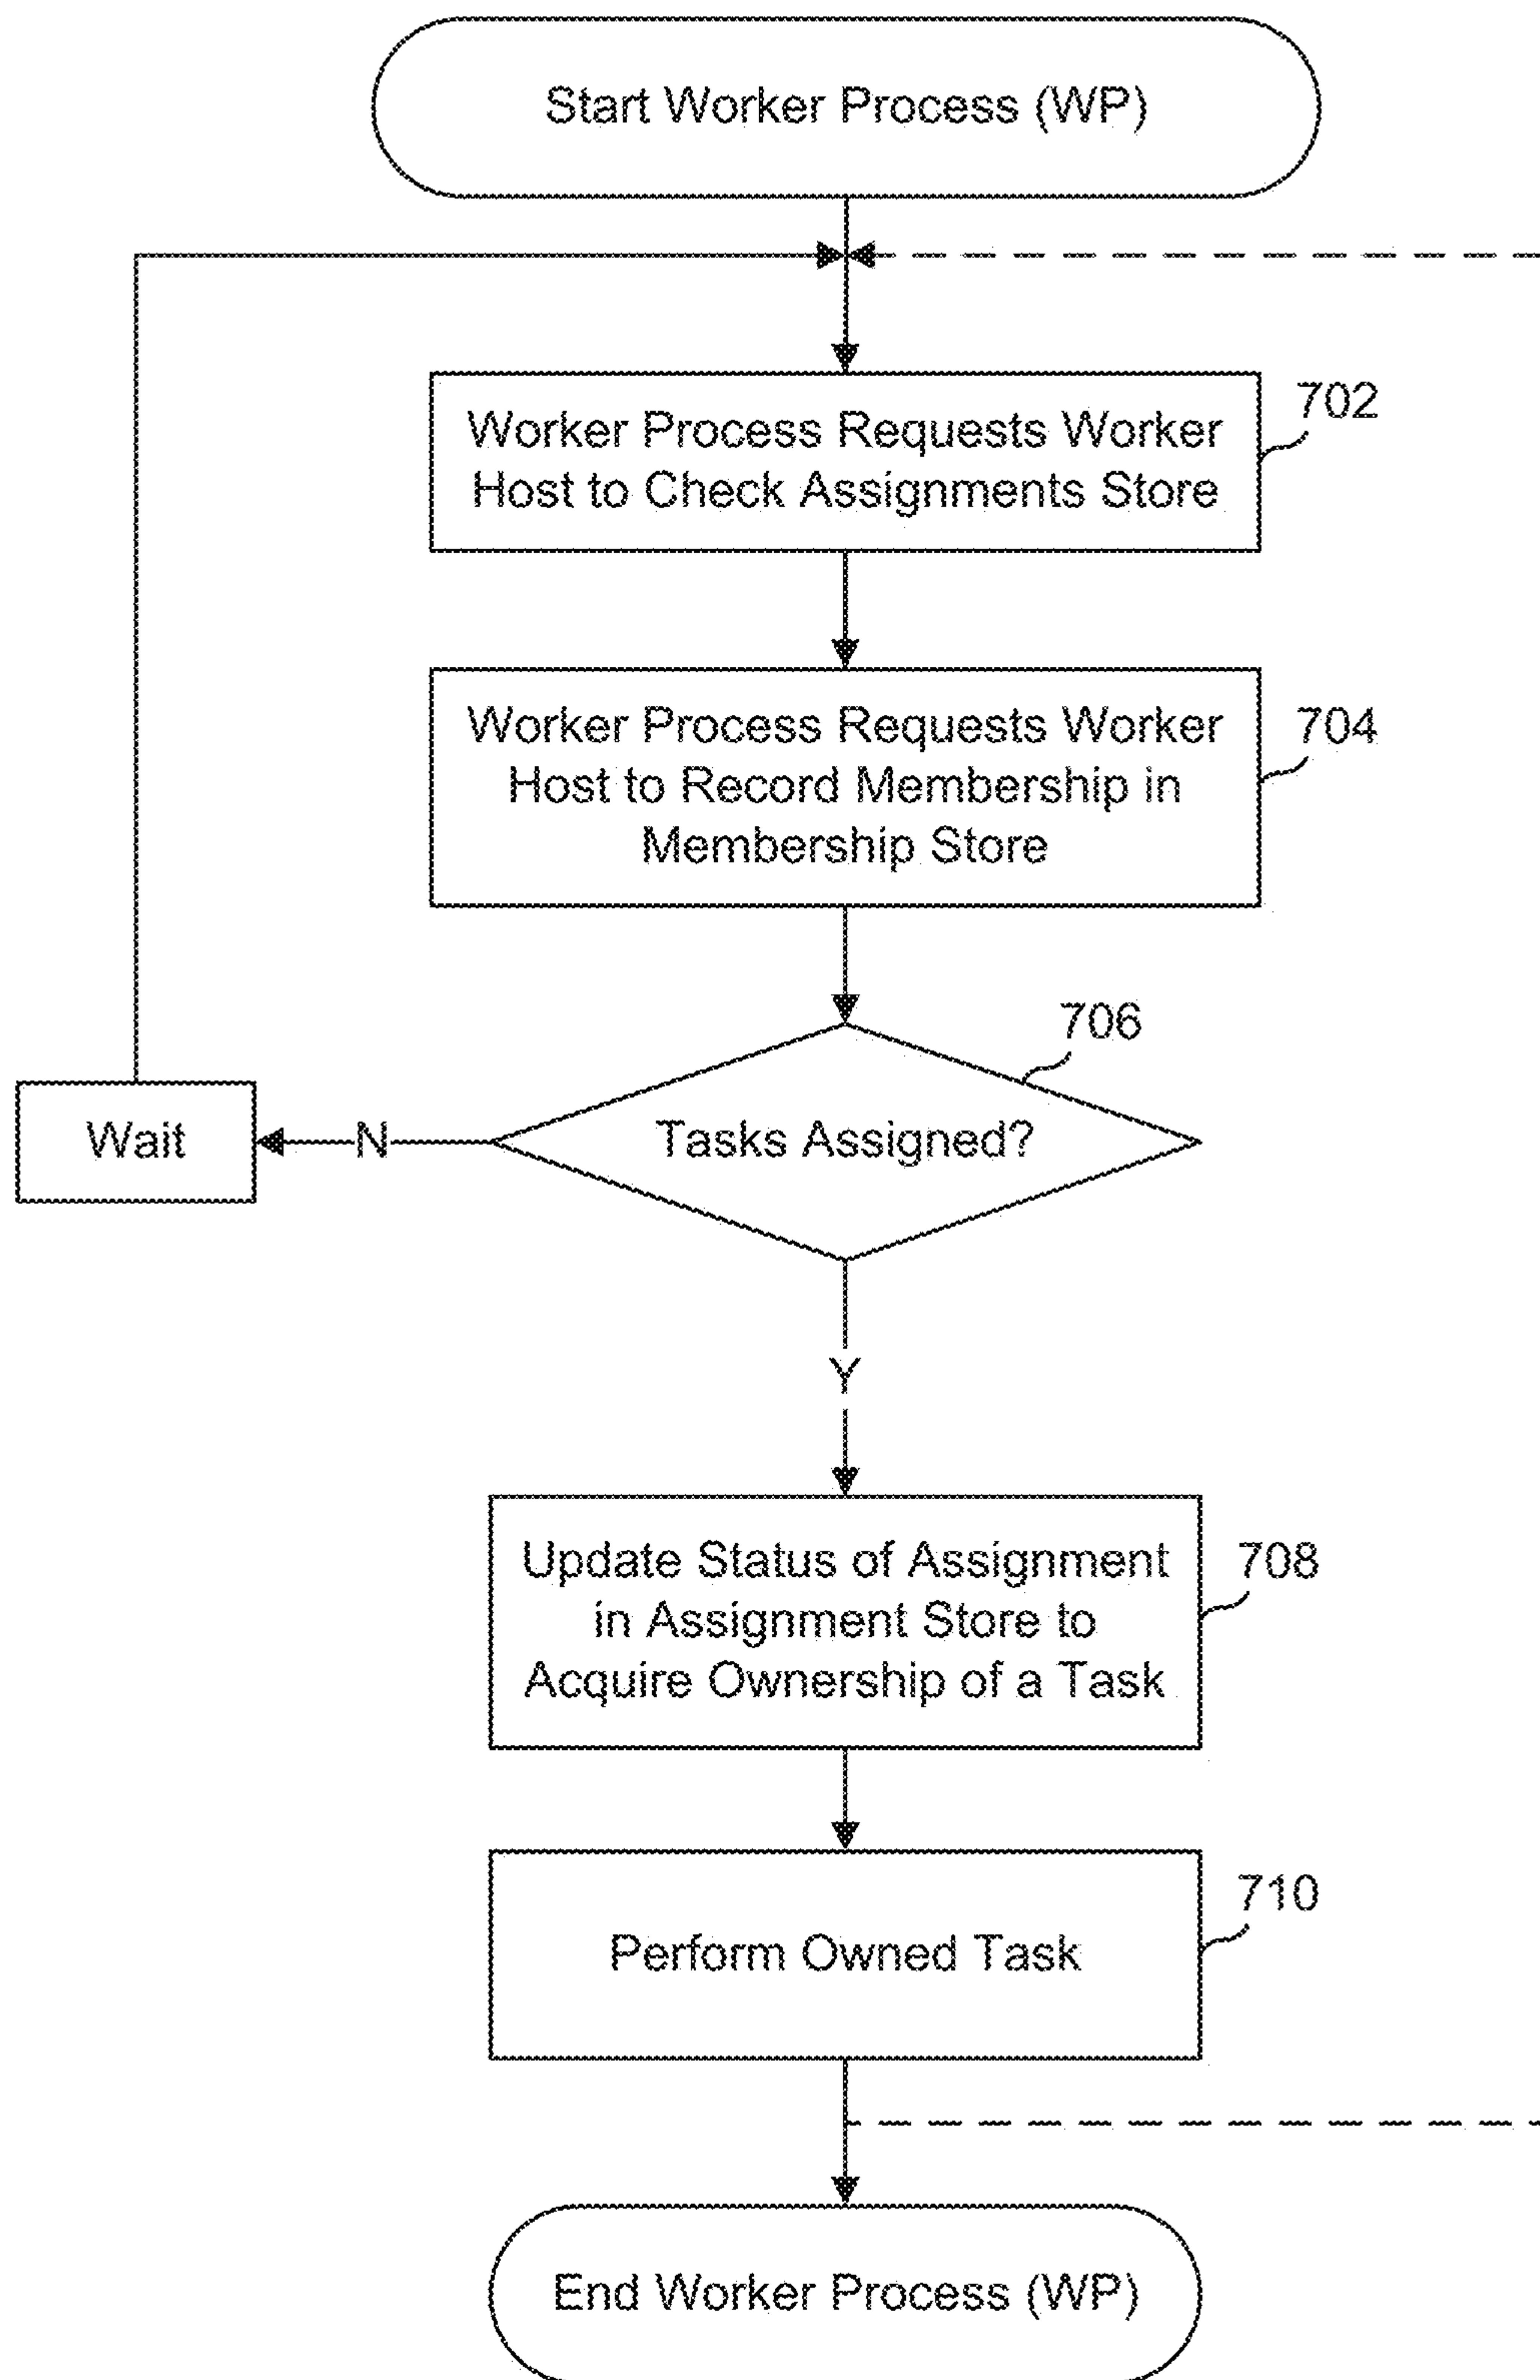 Start Worker Process (WP)
702
Worker Process Requests Worker
Host to Check Assignments Store
704
Worker Process Requests Worker
Host to Record Membership in
Membership Store
706
Tasks Assigned?
N
Wait
Y
708
Update Status of Assignment
in Assignment Store to
Acquire Ownership of a Task
710
Perform Owned Task
End Worker Process (WP)